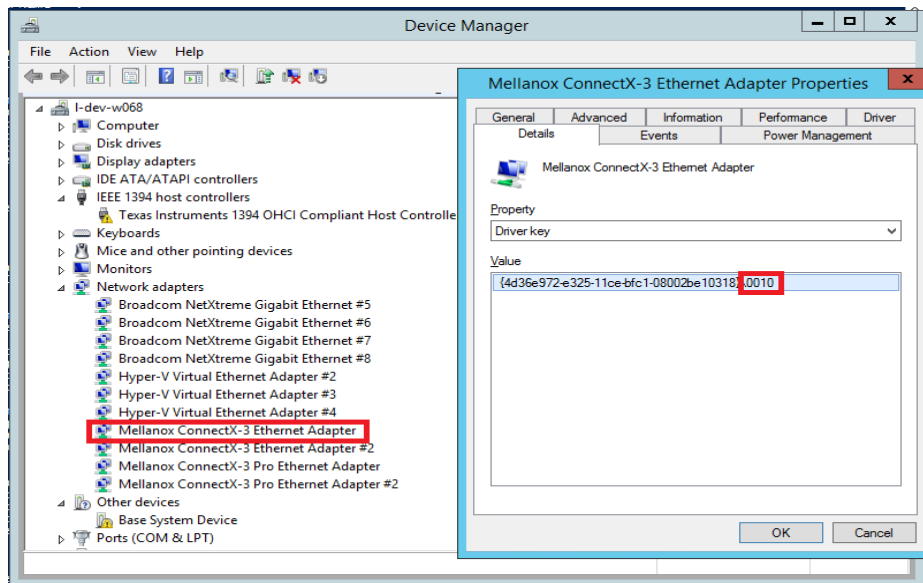 Device Manager
File Action View Help
l-dev-w068
Computer
Disk drives
Display adapters
IDE ATA/ATAPI controllers
IEEE 1394 host controllers
Texas Instruments 1394 OHCI Compliant Host Controlle
Keyboards
Mice and other pointing devices
Monitors
Network adapters
Broadcom NetXtreme Gigabit Ethernet #5
Broadcom NetXtreme Gigabit Ethernet #6
Broadcom NetXtreme Gigabit Ethernet #7
Broadcom NetXtreme Gigabit Ethernet #8
Hyper-V Virtual Ethernet Adapter #2
Hyper-V Virtual Ethernet Adapter #3
Hyper-V Virtual Ethernet Adapter #4
Mellanox ConnectX-3 Ethernet Adapter
Mellanox ConnectX-3 Ethernet Adapter #2
Mellanox ConnectX-3 Pro Ethernet Adapter
Mellanox ConnectX-3 Pro Ethernet Adapter #2
Other devices
Base System Device
Ports (COM & LPT)
Mellanox ConnectX-3 Ethernet Adapter Properties
General Advanced Information Performance Driver
Details Events Power Management
Mellanox ConnectX-3 Ethernet Adapter
Property
Driver key
Value
{4d36e972-e325-11ce-bfc1-08002be10318}\0010
OK Cancel